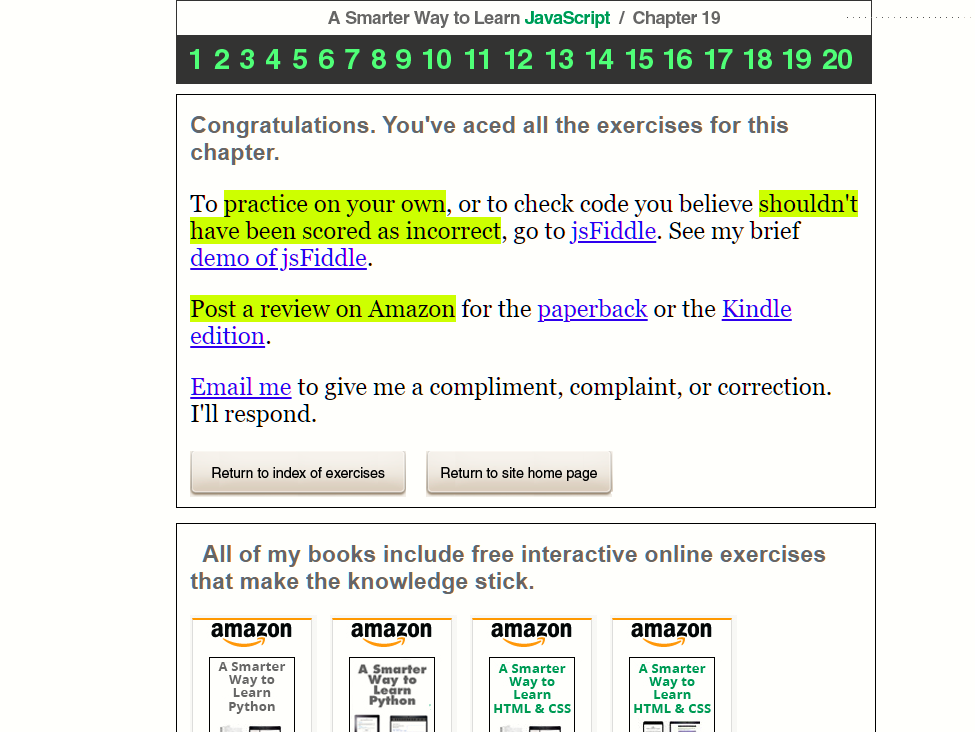 A Smarter Way to Learn JavaScript / Chapter 19
1 2 3 4 5 6 7 8 9 10 11 12 13 14 15 16 17 18 19 20
Congratulations. You've aced all the exercises for this
chapter.
To practice on your own, or to check code you believe shouldn't
have been scored as incorrect, go to jsFiddle. See my brief
demo of jsFiddle.
Post a review on Amazon for the paperback or the Kindle
edition.
Email me to give me a compliment, complaint, or correction.
I'll respond.
Return to index of exercises Return to site home page
All of my books include free interactive online exercises
that make the knowledge stick.
amazon amazon amazon amazon
A Smarter
Way to
Learn
Python
A Smarter
Way to
Learn
Python
A Smarter
Way to
Learn
HTML & CSS
A Smarter
Way to
Learn
HTML & CSS